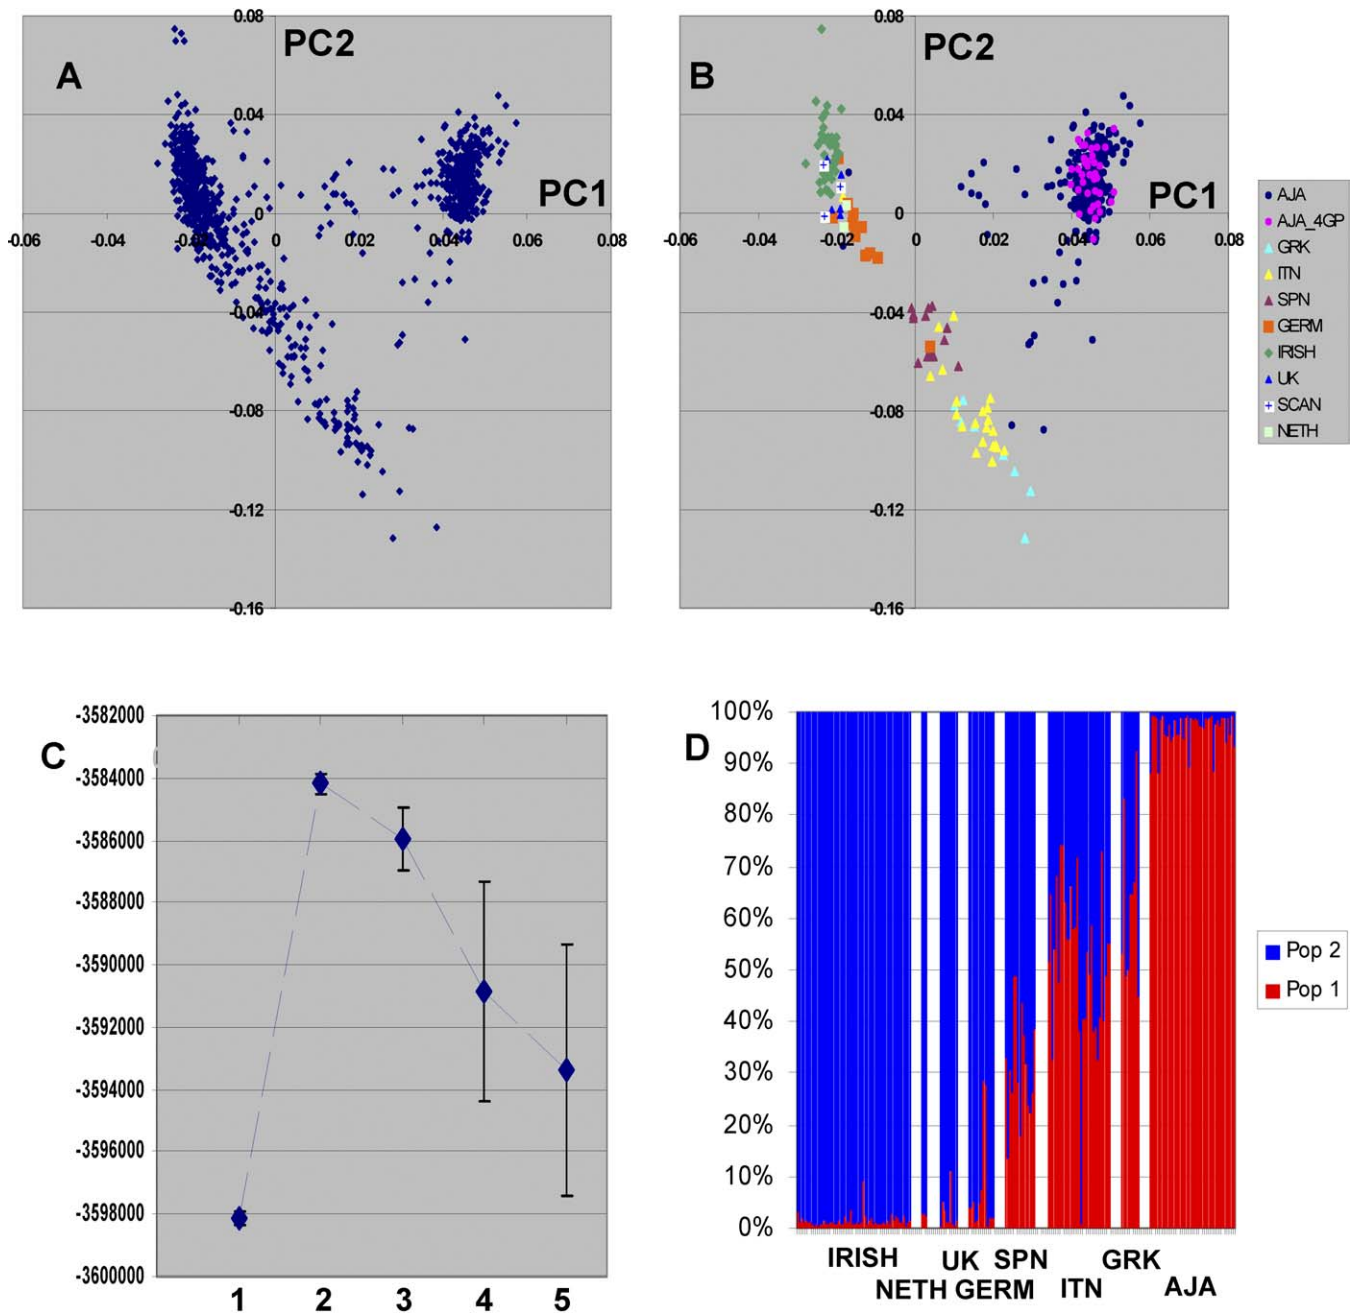 A
PC2
0.08
0.04
PC1
0
-0.06
-0.04
-0.02
0
0.02
0.04
0.06
-0.04
-0.08
-0.12
-0.16
B
PC2
0.08
0.04
PC1
0
-0.06
-0.04
-0.02
0
0.02
0.04
0.06
-0.04
-0.08
-0.12
-0.16
AJA
AJA_4GP
GRK
ITN
SPN
GERM
IRISH
UK
SCAN
NETH
C
-3582000
-3584000
-3586000
-3588000
-3590000
-3592000
-3594000
-3596000
-3598000
-3600000
1 2 3 4 5
D
100%
90%
80%
70%
60%
50%
40%
30%
20%
10%
0%
IRISH UK SPN GRK
NETH GERM ITN AJA
Pop 2
Pop 1